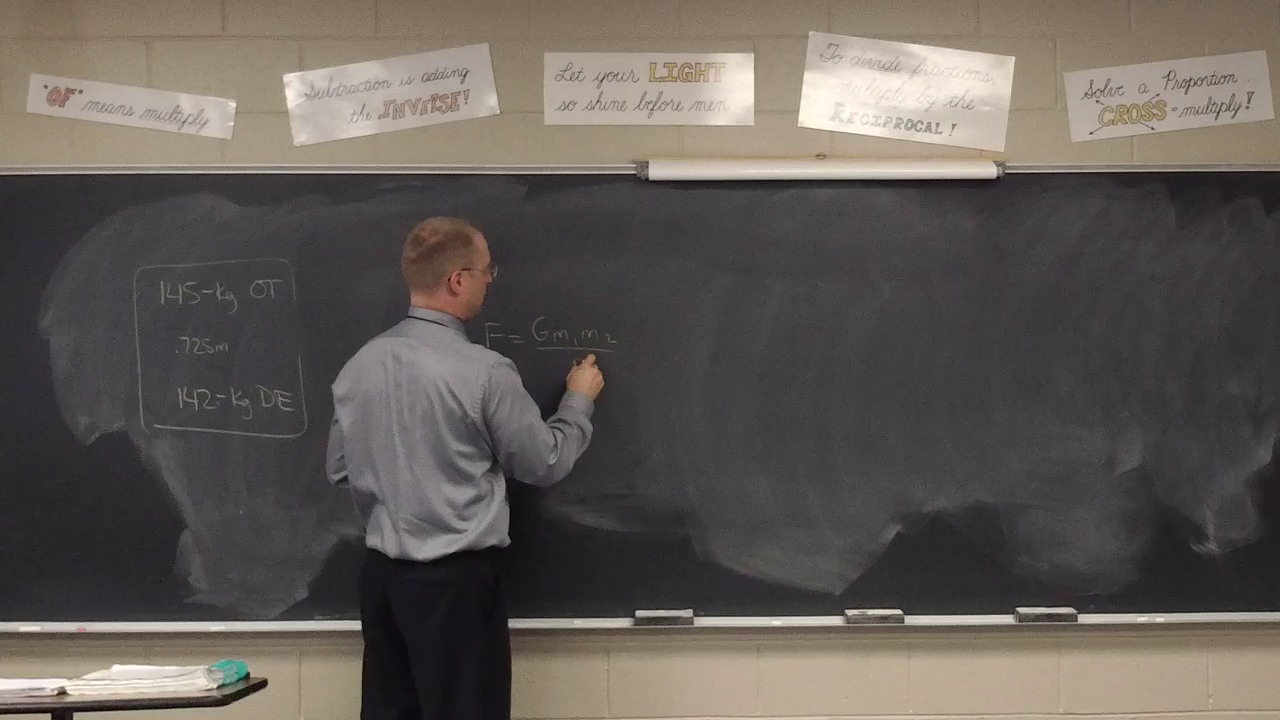 "OF" means multiply
Subtraction is adding
the INVERSE!
Let your LIGHT
so shine before men
To divide fractions,
multiply by the
RECIPROCAL!
Solve a Proportion...
CROSS-multiply!
145-kg OT
.725m
142-kg DE
F = Gm₁m₂